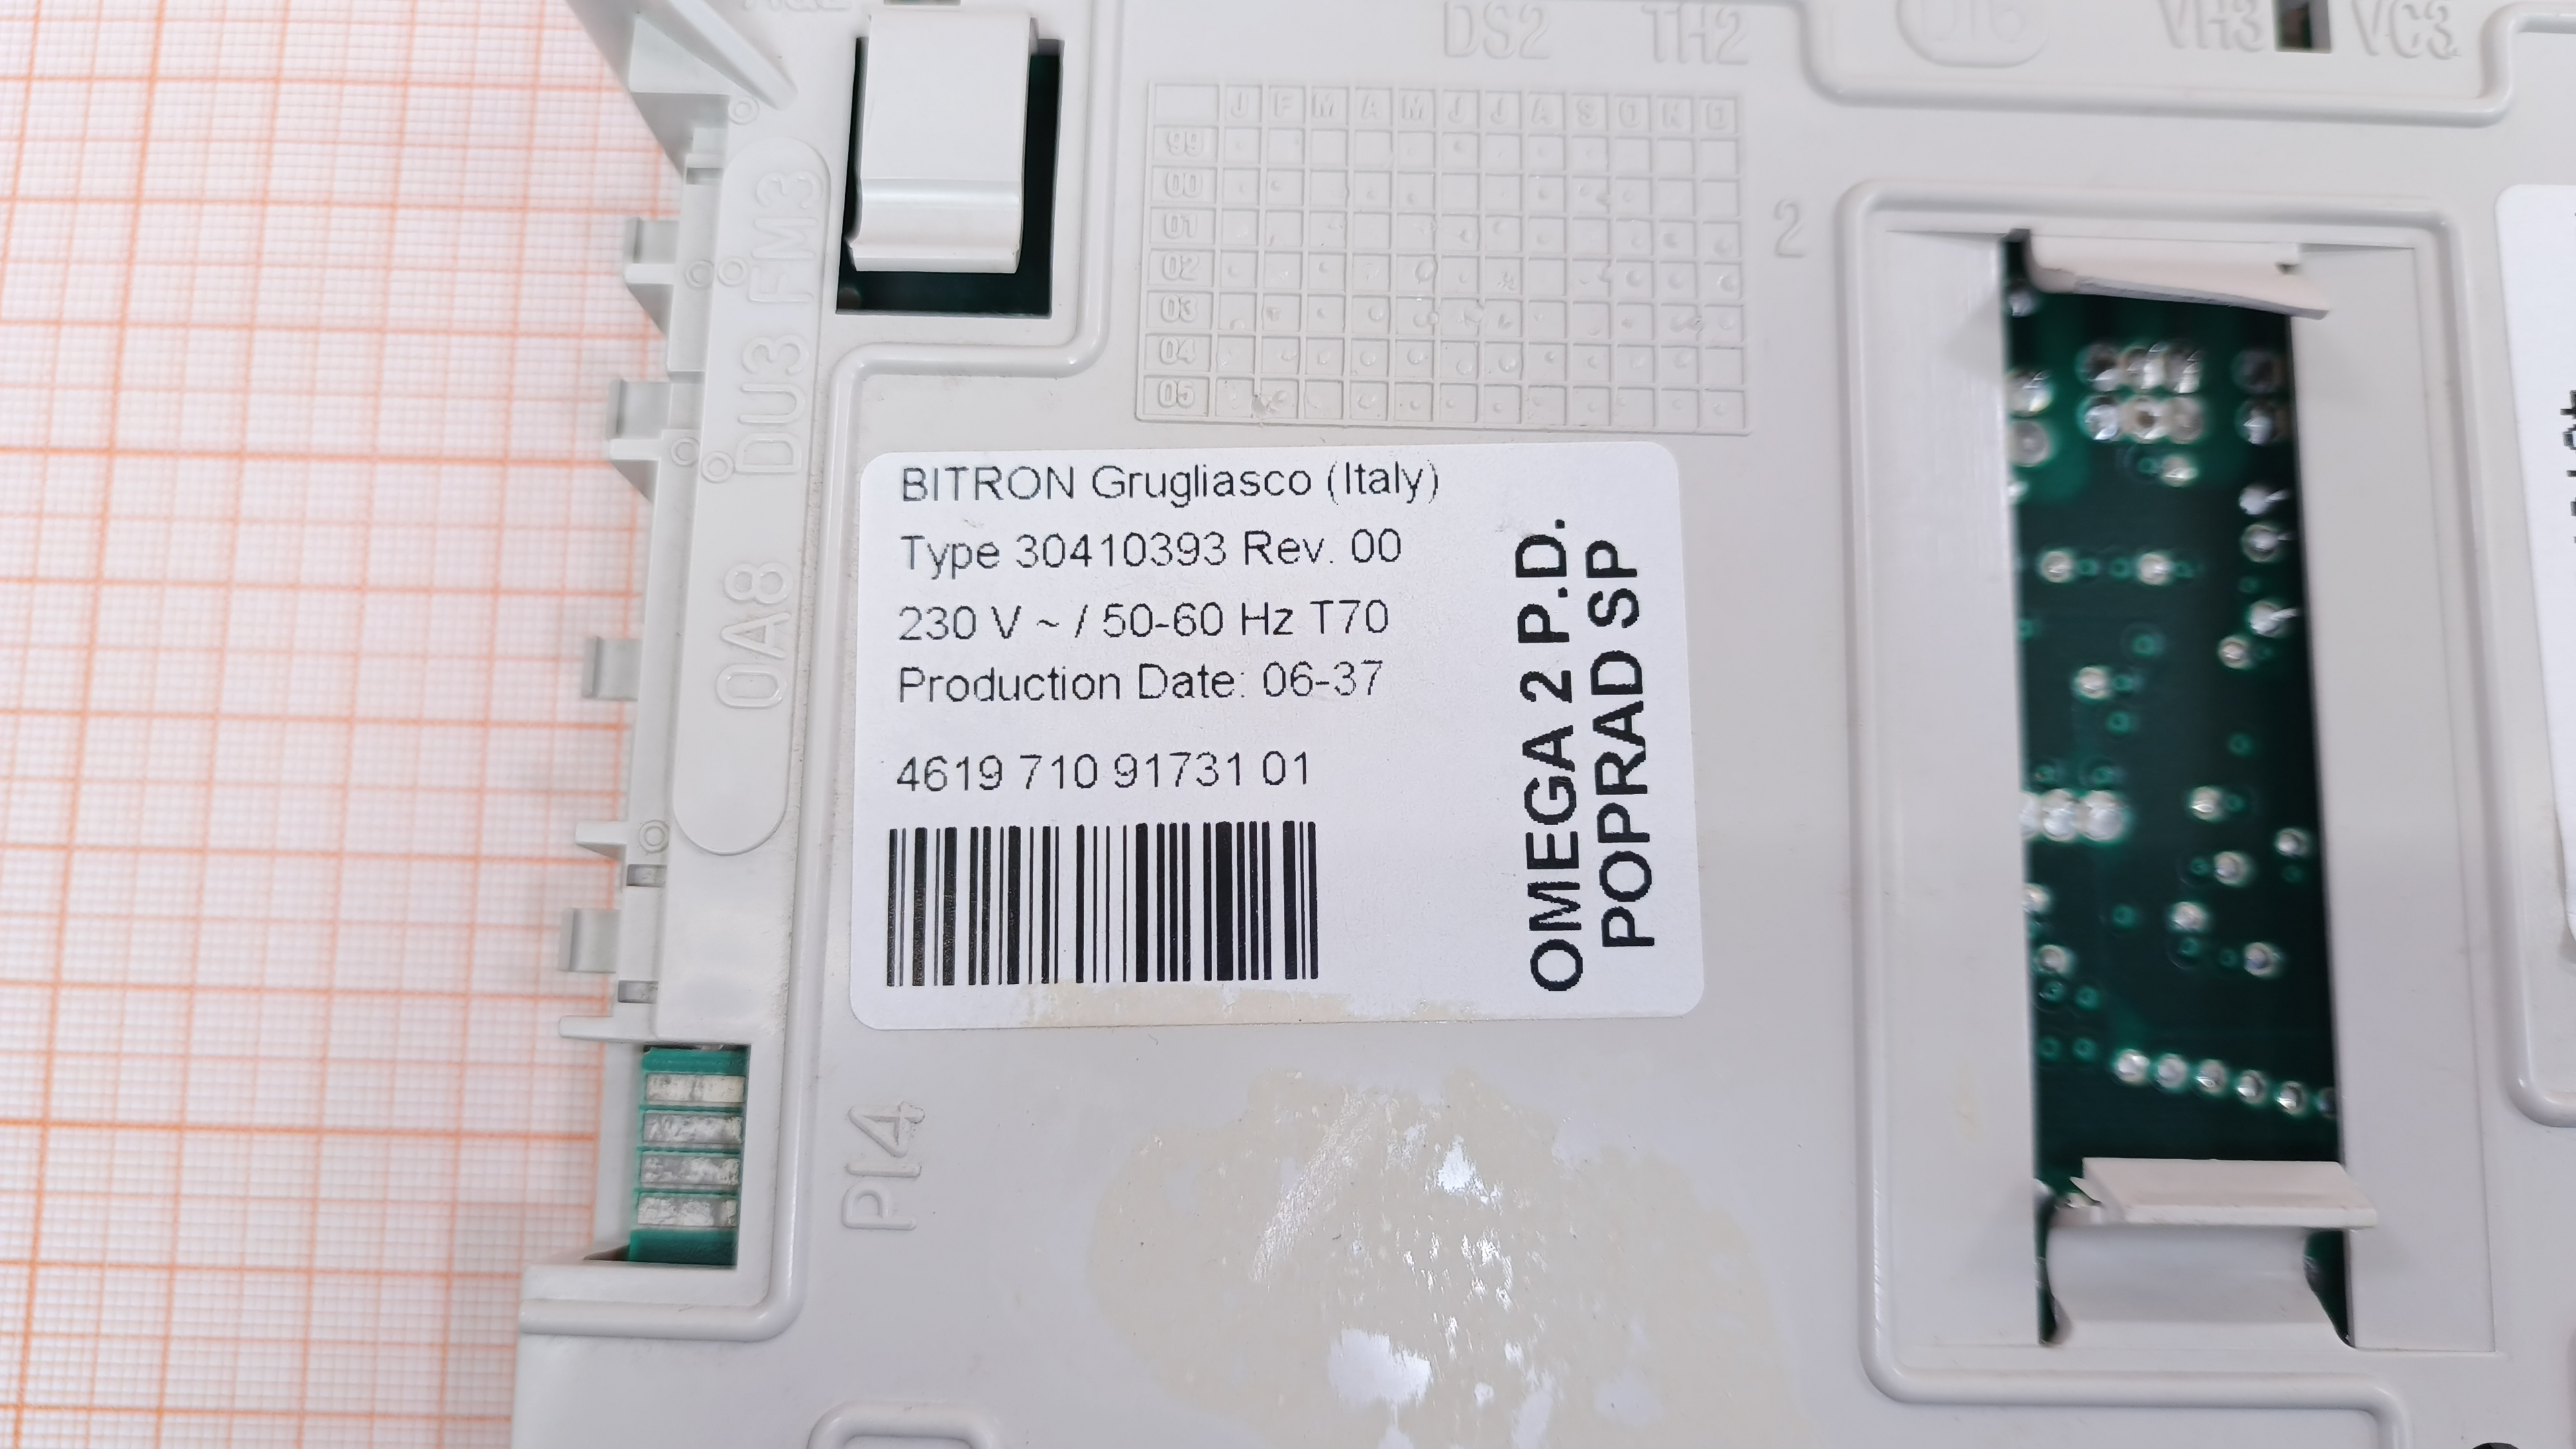 DS2 TH2
VH3 VC3
J F M A M J J A S O N D
99
00
01
02
03
04
05
2
DU3 FM3
0A8
BITRON Grugliasco (Italy)
Type 30410393 Rev. 00
230 V ~ / 50-60 Hz T70
Production Date: 06-37
4619 710 91731 01
OMEGA 2 P.D.
POPRAD SP
PI4